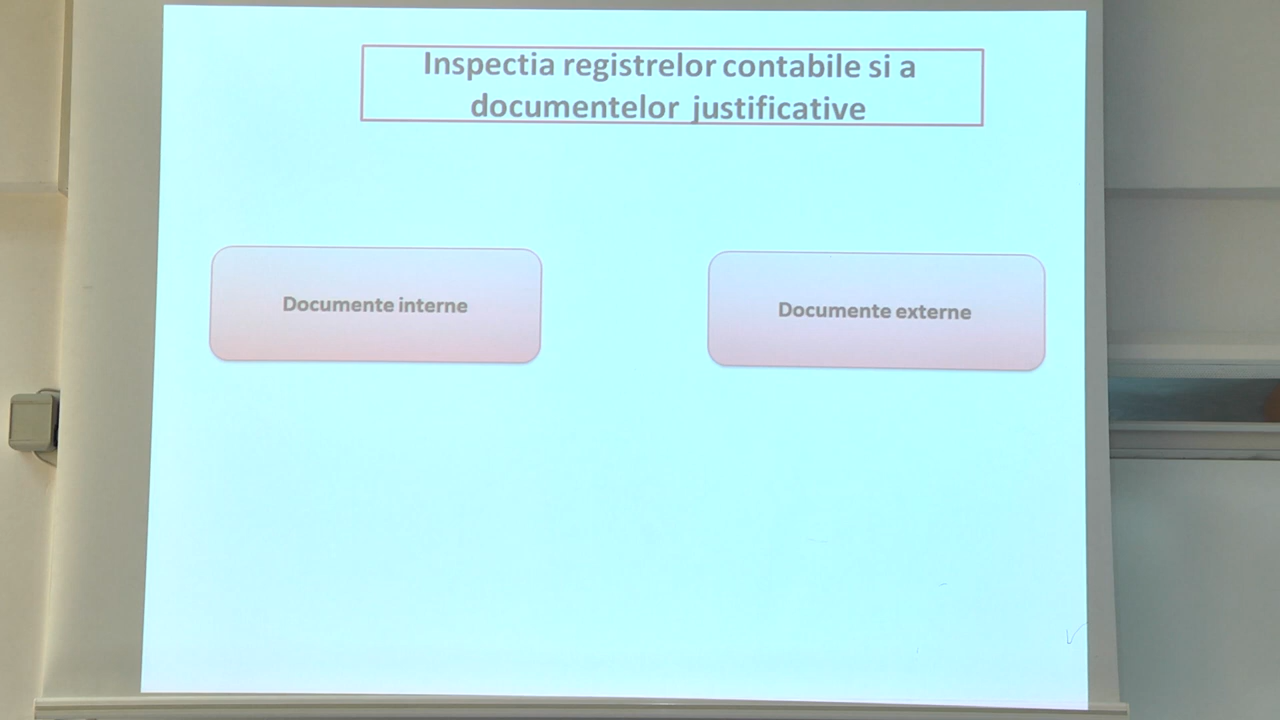 Inspectia registrelor contabile si a
documentelor justificative
Documente interne
Documente externe